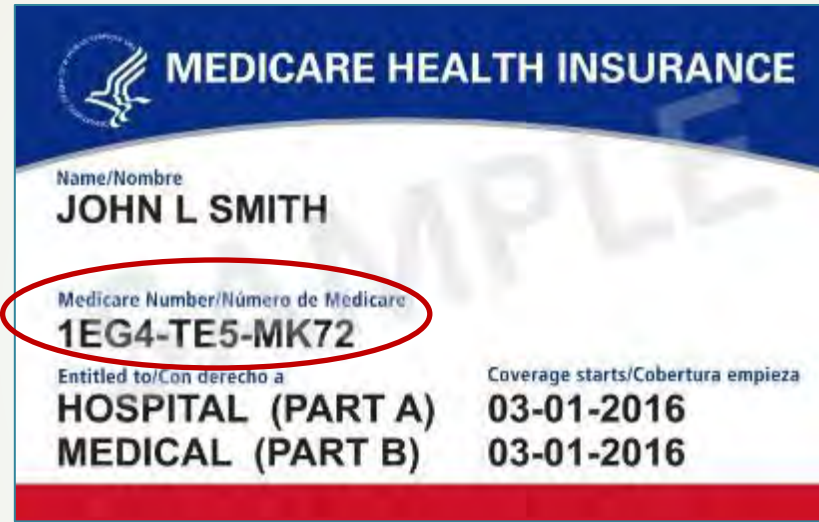 MEDICARE HEALTH INSURANCE
Name/Nombre
JOHN L SMITH
Medicare Number/Número de Medicare
1EG4-TE5-MK72
Entitled to/Con derecho a
Coverage starts/Cobertura empieza
HOSPITAL (PART A) 03-01-2016
MEDICAL (PART B) 03-01-2016
SAMPLE